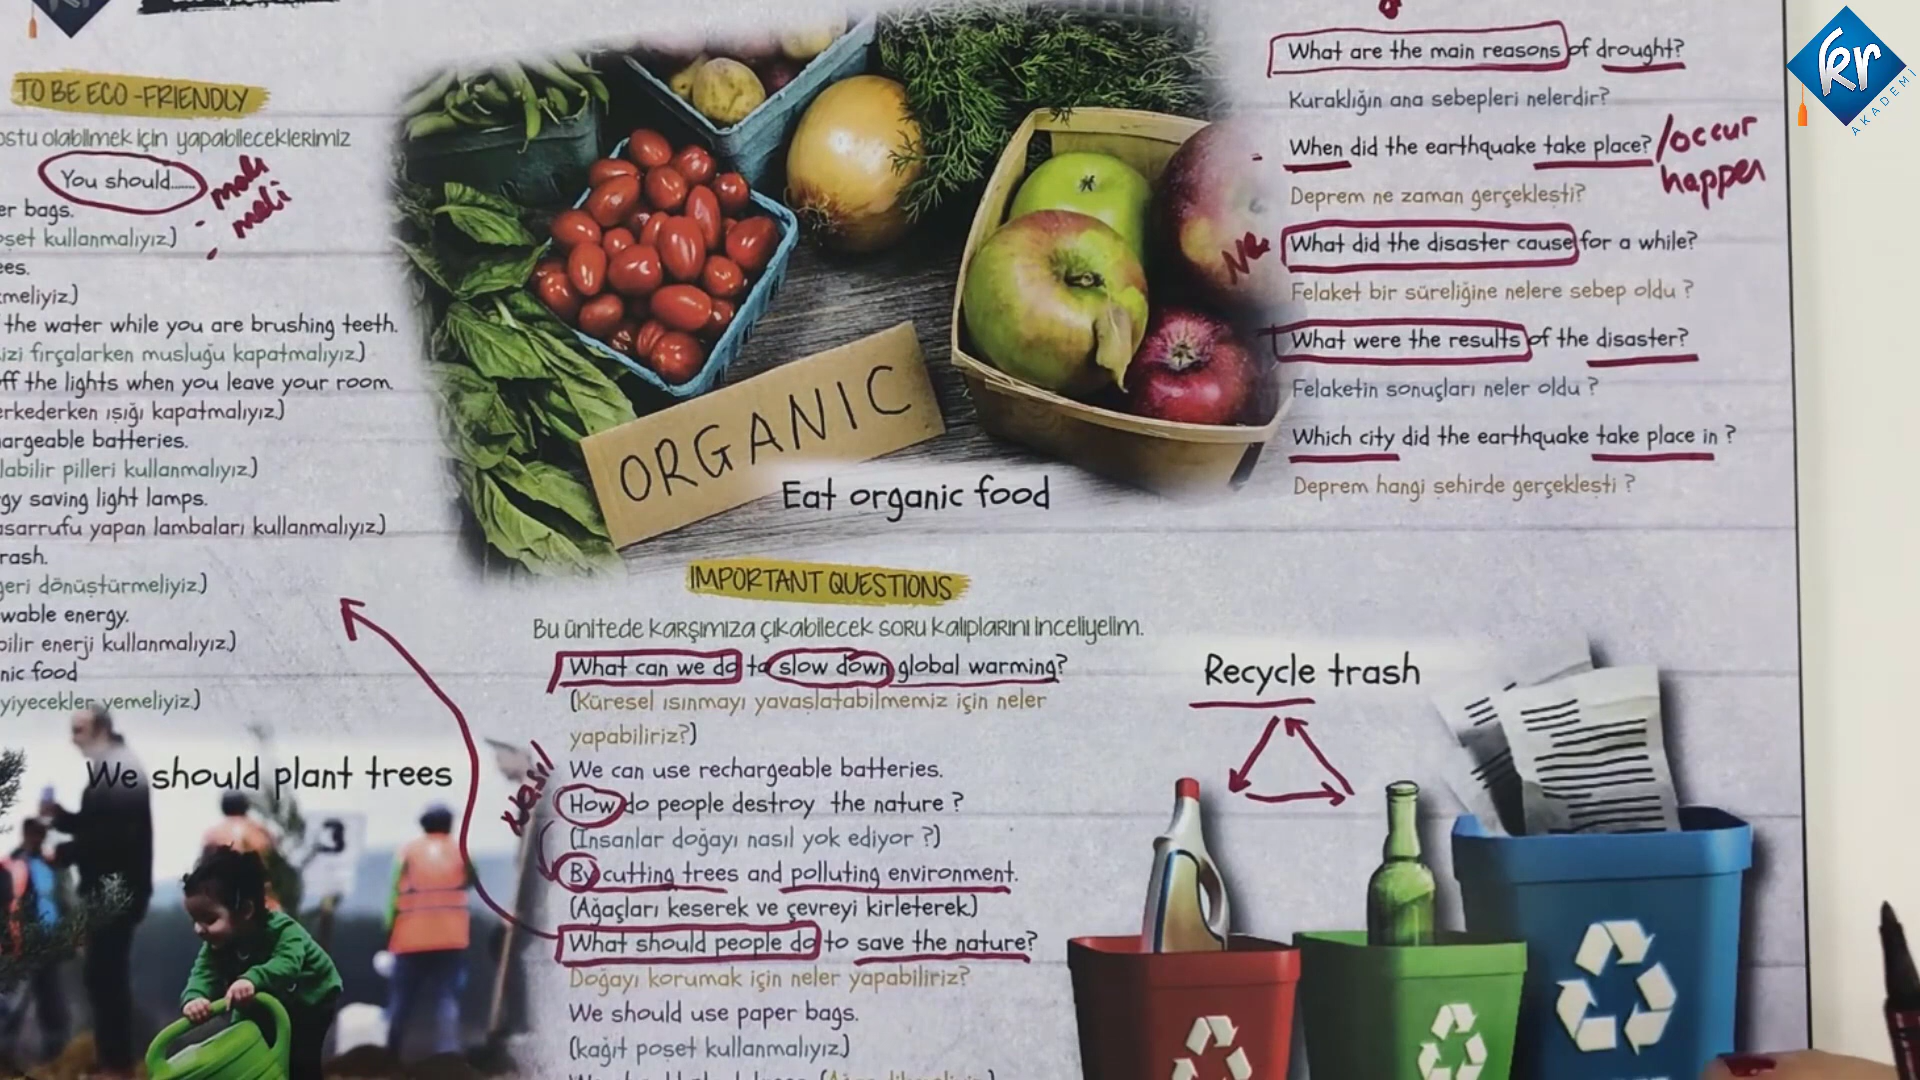 TO BE ECO-FRIENDLY
ostu olabilmek için yapabileceklerimiz
You should.......
malı
meli
er bags.
oşet kullanmalıyız.)
ees.
kmeliyiz.)
the water while you are brushing teeth.
izi fırçalarken musluğu kapatmalıyız.)
ff the lights when you leave your room.
erkederken ışığı kapatmalıyız.)
hargeable batteries.
labilir pilleri kullanmalıyız.)
gy saving light lamps.
asarrufu yapan lambaları kullanmalıyız.)
rash.
geri dönüştürmeliyiz.)
wable energy.
bilir enerji kullanmalıyız.)
nic food
yiyecekler yemeliyiz.)
We should plant trees
3
ORGANIC
Eat organic food
IMPORTANT QUESTIONS
Bu ünitede karşımıza çıkabilecek soru kalıplarını inceliyelim.
What can we do to slow down global warming?
(Küresel ısınmayı yavaşlatabilmemiz için neler
yapabiliriz?)
We can use rechargeable batteries.
Nasıl
How do people destroy the nature ?
(İnsanlar doğayı nasıl yok ediyor ?)
By cutting trees and polluting environment.
(Ağaçları keserek ve çevreyi kirleterek.)
What should people do to save the nature?
Doğayı korumak için neler yapabiliriz?
We should use paper bags.
(kağıt poşet kullanmalıyız.)
What are the main reasons of drought?
Kuraklığın ana sebepleri nelerdir?
When did the earthquake take place? /occur
happen
Deprem ne zaman gerçekleşti?
Ne What did the disaster cause for a while?
Felaket bir süreliğine nelere sebep oldu ?
What were the results of the disaster?
Felaketin sonuçları neler oldu ?
Which city did the earthquake take place in ?
Deprem hangi şehirde gerçekleşti ?
Recycle trash
kr
AKADEMİ